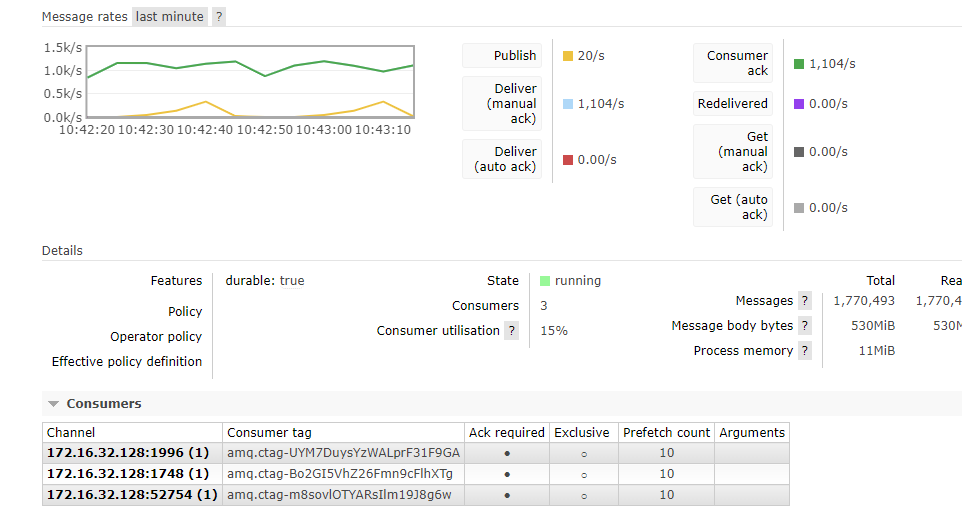 Message rates last minute ?
1.5k/s
1.0k/s
0.5k/s
0.0k/s
10:42:20 10:42:30 10:42:40 10:42:50 10:43:00 10:43:10
Publish 20/s
Deliver (manual ack) 1,104/s
Deliver (auto ack) 0.00/s
Consumer ack 1,104/s
Redelivered 0.00/s
Get (manual ack) 0.00/s
Get (auto ack) 0.00/s
Details
Features durable: true
Policy
Operator policy
Effective policy definition
State running
Consumers 3
Consumer utilisation ? 15%
Total Rea
Messages ? 1,770,493 1,770,4
Message body bytes ? 530MiB 530M
Process memory ? 11MiB
Consumers
Channel Consumer tag Ack required Exclusive Prefetch count Arguments
172.16.32.128:1996 (1) amq.ctag-UYM7DuysYzWALprF31F9GA ● ○ 10
172.16.32.128:1748 (1) amq.ctag-Bo2GI5VhZ26Fmn9cFlhXTg ● ○ 10
172.16.32.128:52754 (1) amq.ctag-m8sovlOTYARsIlm19J8g6w ● ○ 10